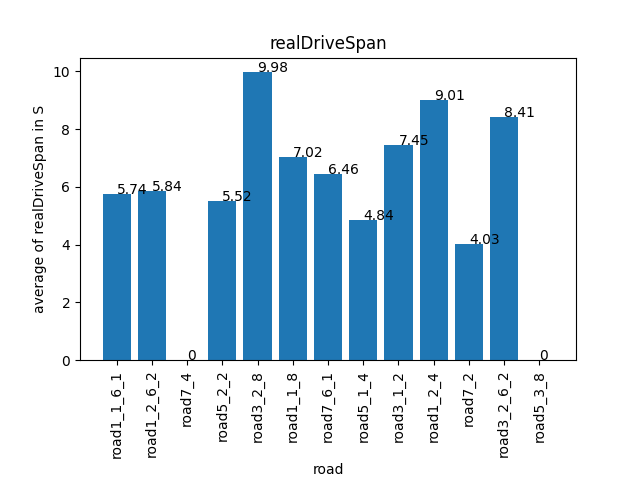 realDriveSpan
average of realDriveSpan in S
10
8
6
4
2
0
5.74
5.84
0
5.52
9.98
7.02
6.46
4.84
7.45
9.01
4.03
8.41
0
road1_1_6_1
road1_2_6_2
road7_4
road5_2_2
road3_2_8
road1_1_8
road7_6_1
road5_1_4
road3_1_2
road1_2_4
road7_2
road3_2_6_2
road5_3_8
road